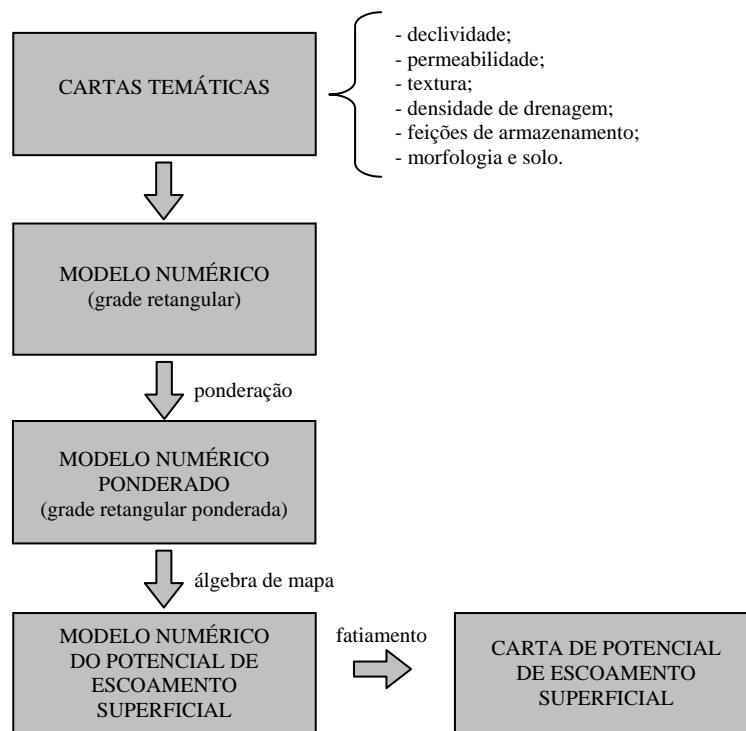 CARTAS TEMÁTICAS
- declividade;
- permeabilidade;
- textura;
- densidade de drenagem;
- feições de armazenamento;
- morfologia e solo.
MODELO NUMÉRICO
(grade retangular)
ponderação
MODELO NUMÉRICO
PONDERADO
(grade retangular ponderada)
álgebra de mapa
MODELO NUMÉRICO
DO POTENCIAL DE
ESCOAMENTO
SUPERFICIAL
fatiamento
CARTA DE POTENCIAL
DE ESCOAMENTO
SUPERFICIAL